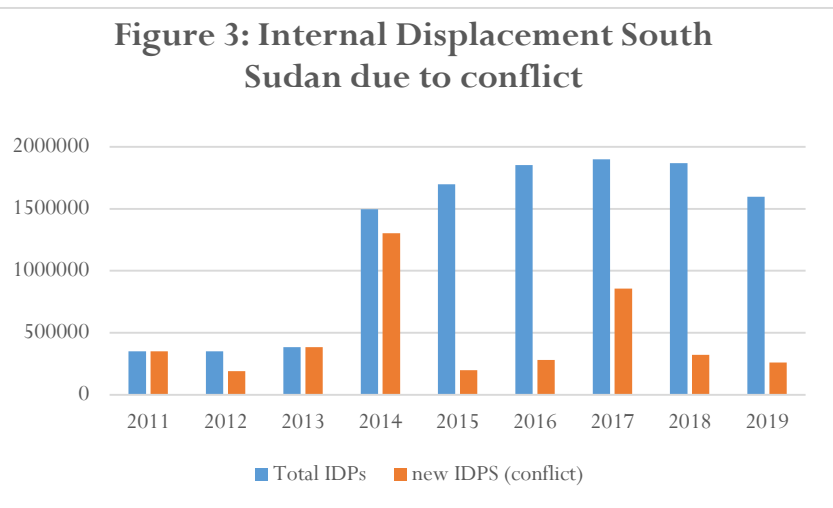 Figure 3: Internal Displacement South
Sudan due to conflict
2000000
1500000
1000000
500000
0
2011 2012 2013 2014 2015 2016 2017 2018 2019
Total IDPs new IDPS (conflict)